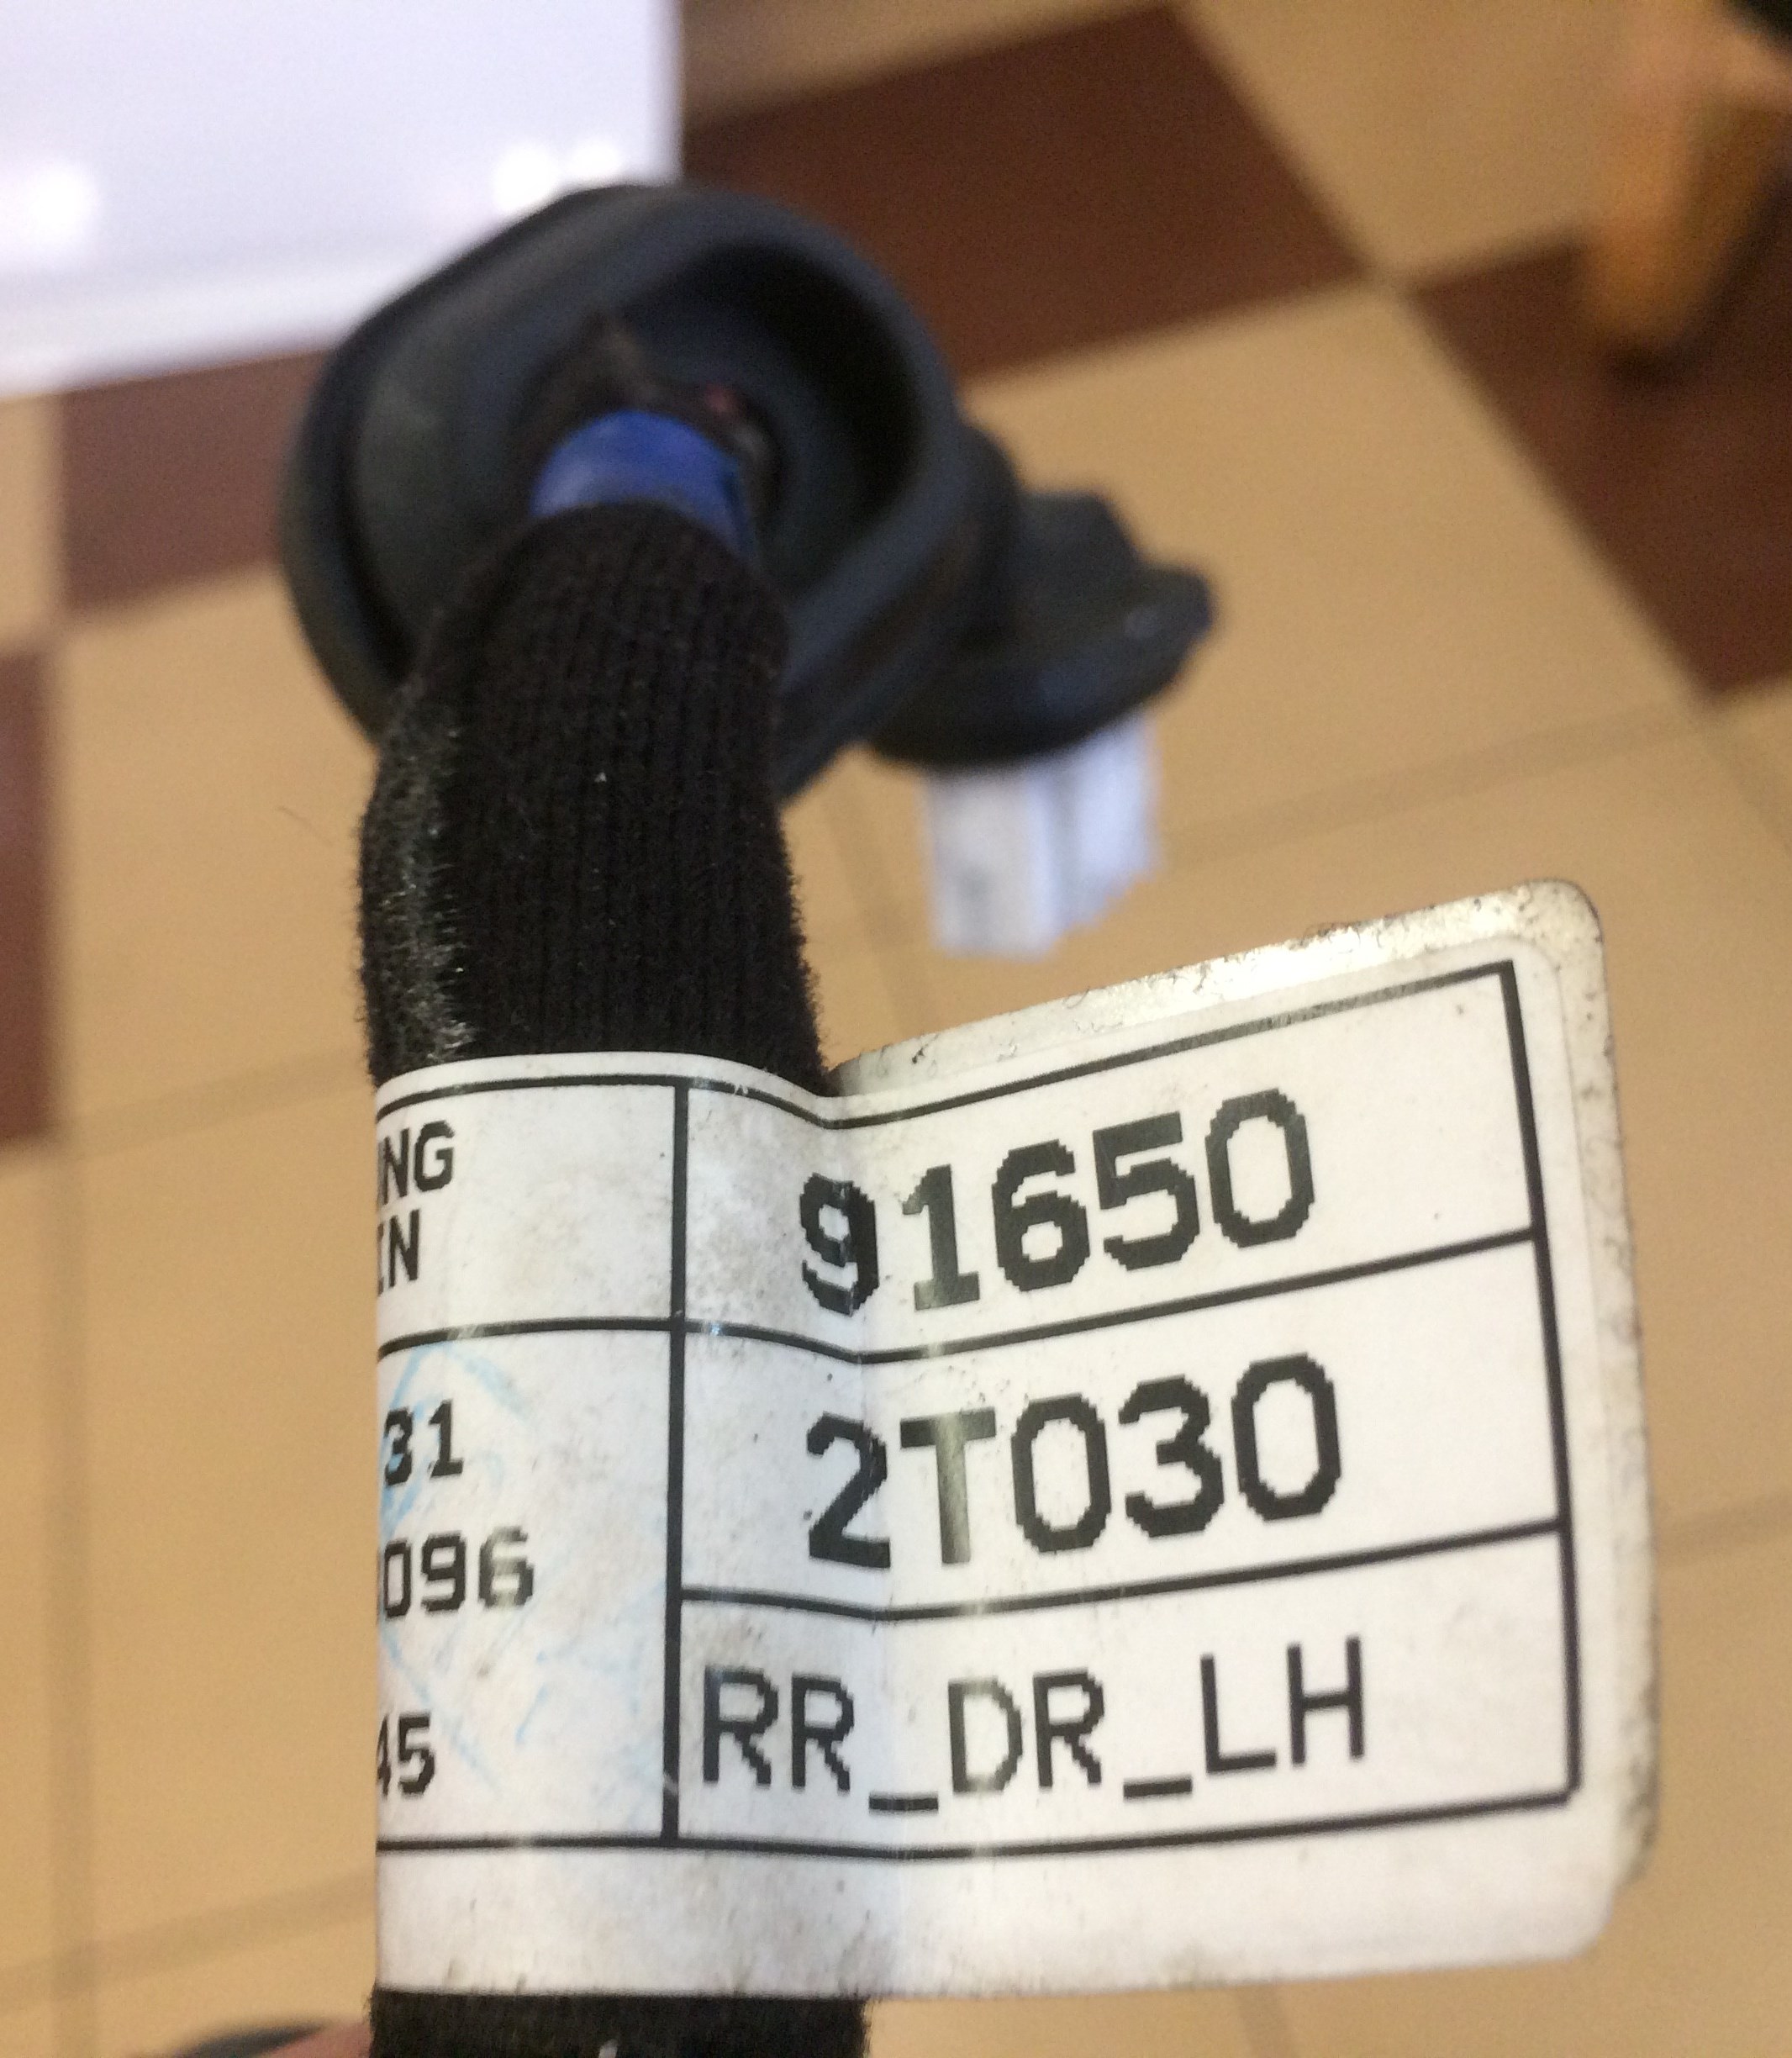 91650
2T030
RR_DR_LH
NG
IN
31
096
45